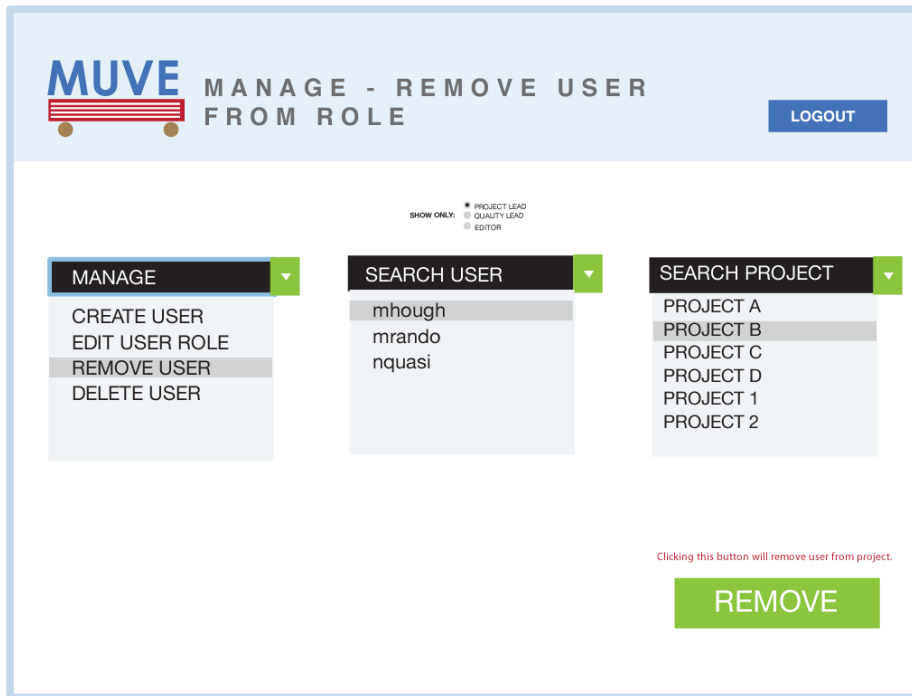 MUVE
MANAGE - REMOVE USER
FROM ROLE
LOGOUT
SHOW ONLY:
PROJECT LEAD
QUALITY LEAD
EDITOR
MANAGE
CREATE USER
EDIT USER ROLE
REMOVE USER
DELETE USER
SEARCH USER
mhough
mrando
nquasi
SEARCH PROJECT
PROJECT A
PROJECT B
PROJECT C
PROJECT D
PROJECT 1
PROJECT 2
Clicking this button will remove user from project.
REMOVE